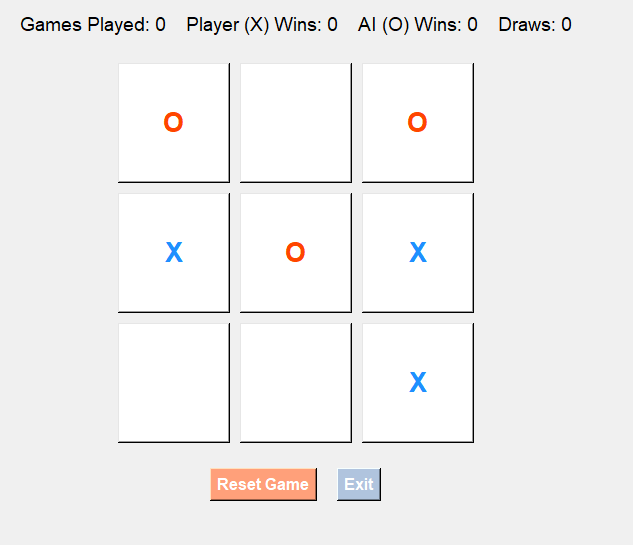 Games Played: 0 Player (X) Wins: 0 AI (O) Wins: 0 Draws: 0
O O
X O X
X
Reset Game Exit